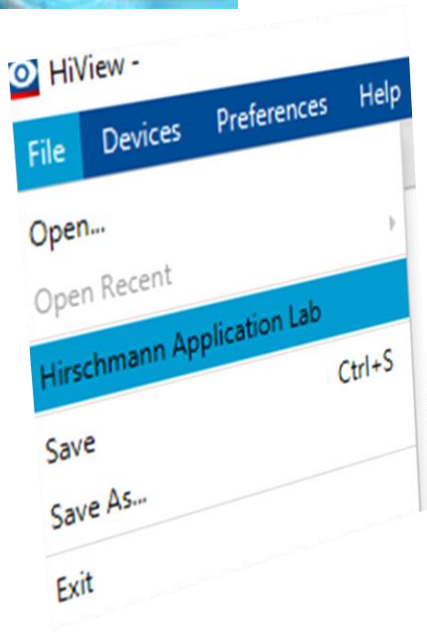 HiView -
File Devices Preferences Help
Open...
Open Recent
Hirschmann Application Lab
Save Ctrl+S
Save As...
Exit